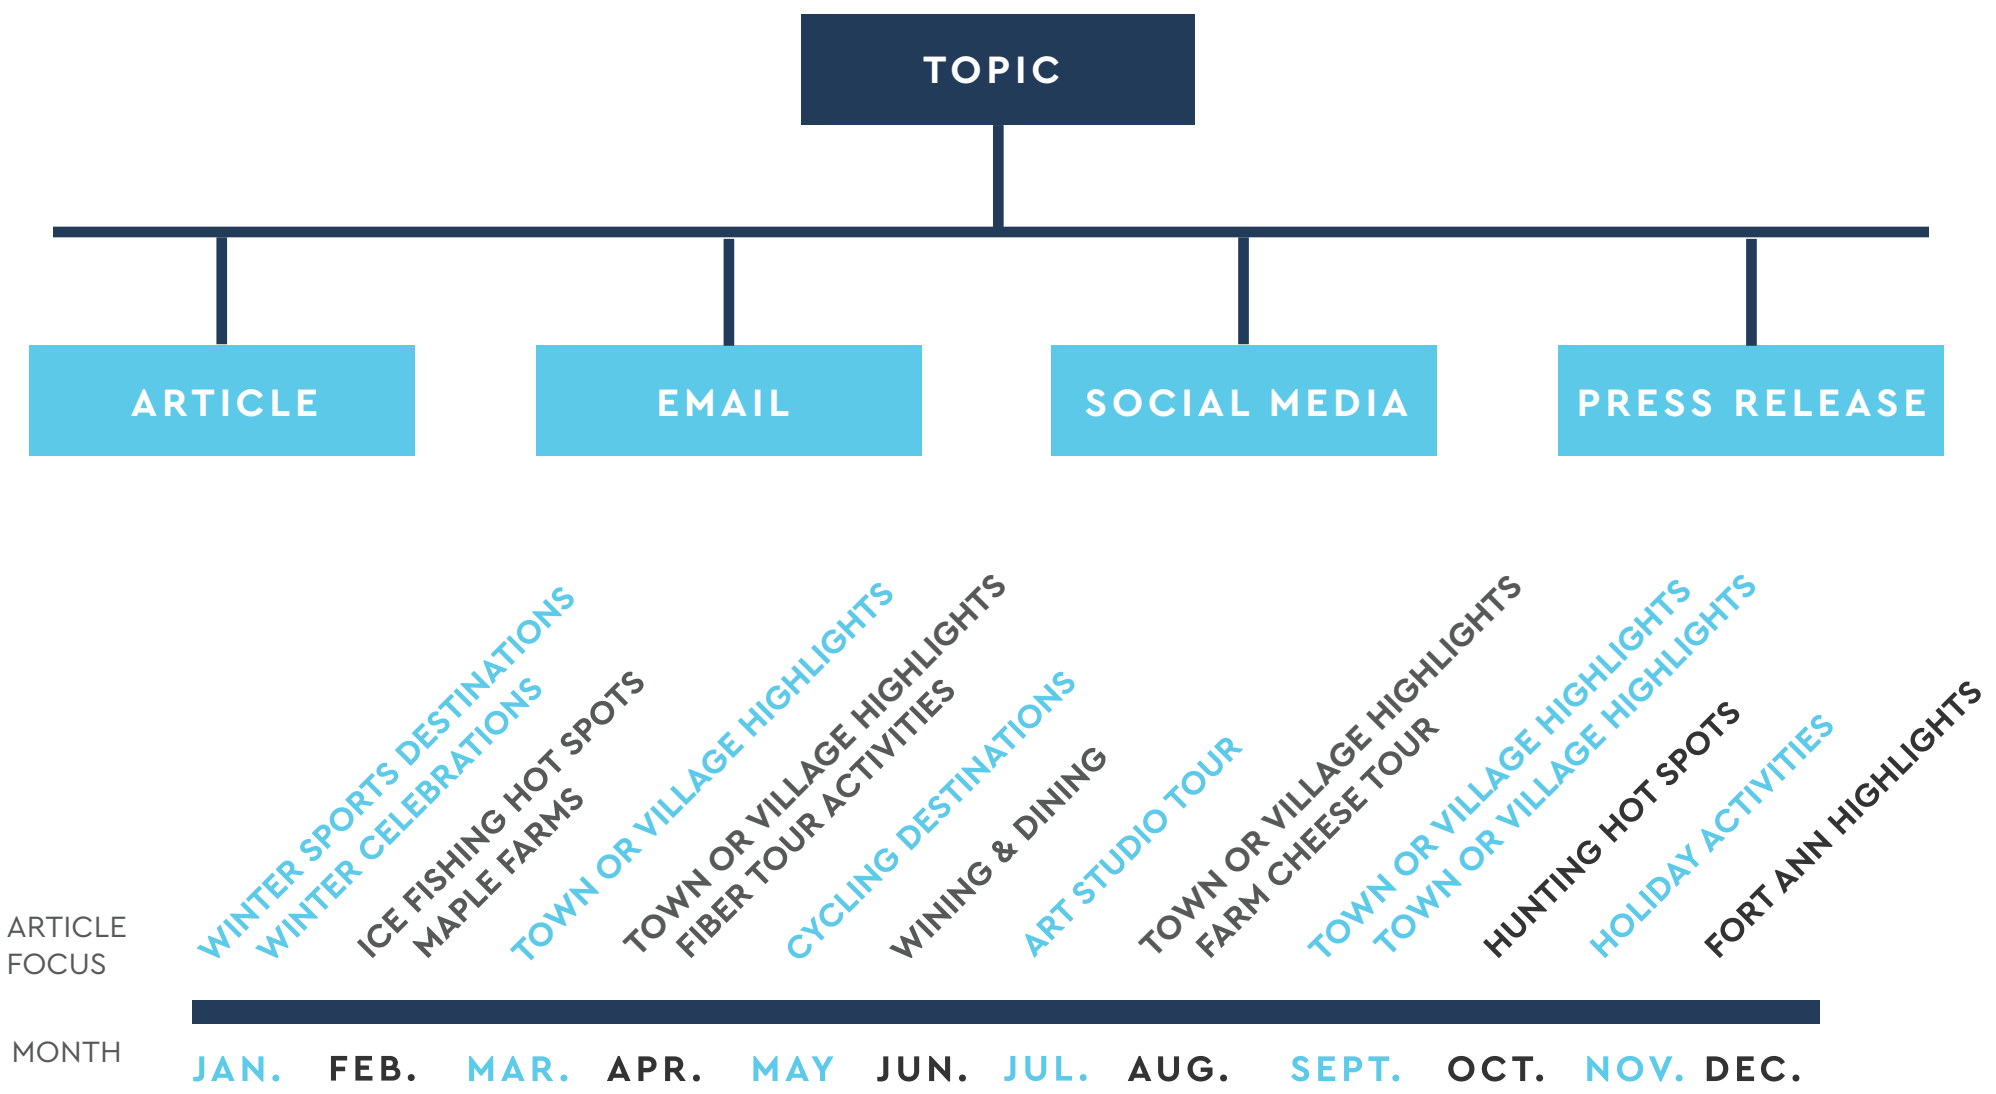 TOPIC
ARTICLE
EMAIL
SOCIAL MEDIA
PRESS RELEASE
WINTER SPORTS DESTINATIONS
WINTER CELEBRATIONS
ICE FISHING HOT SPOTS
MAPLE FARMS
TOWN OR VILLAGE HIGHLIGHTS
TOWN OR VILLAGE HIGHLIGHTS
FIBER TOUR ACTIVITIES
CYCLING DESTINATIONS
WINING & DINING
ART STUDIO TOUR
TOWN OR VILLAGE HIGHLIGHTS
FARM CHEESE TOUR
TOWN OR VILLAGE HIGHLIGHTS
TOWN OR VILLAGE HIGHLIGHTS
HUNTING HOT SPOTS
HOLIDAY ACTIVITIES
FORT ANN HIGHLIGHTS
ARTICLE
FOCUS
MONTH
JAN.
FEB.
MAR.
APR.
MAY
JUN.
JUL.
AUG.
SEPT.
OCT.
NOV.
DEC.